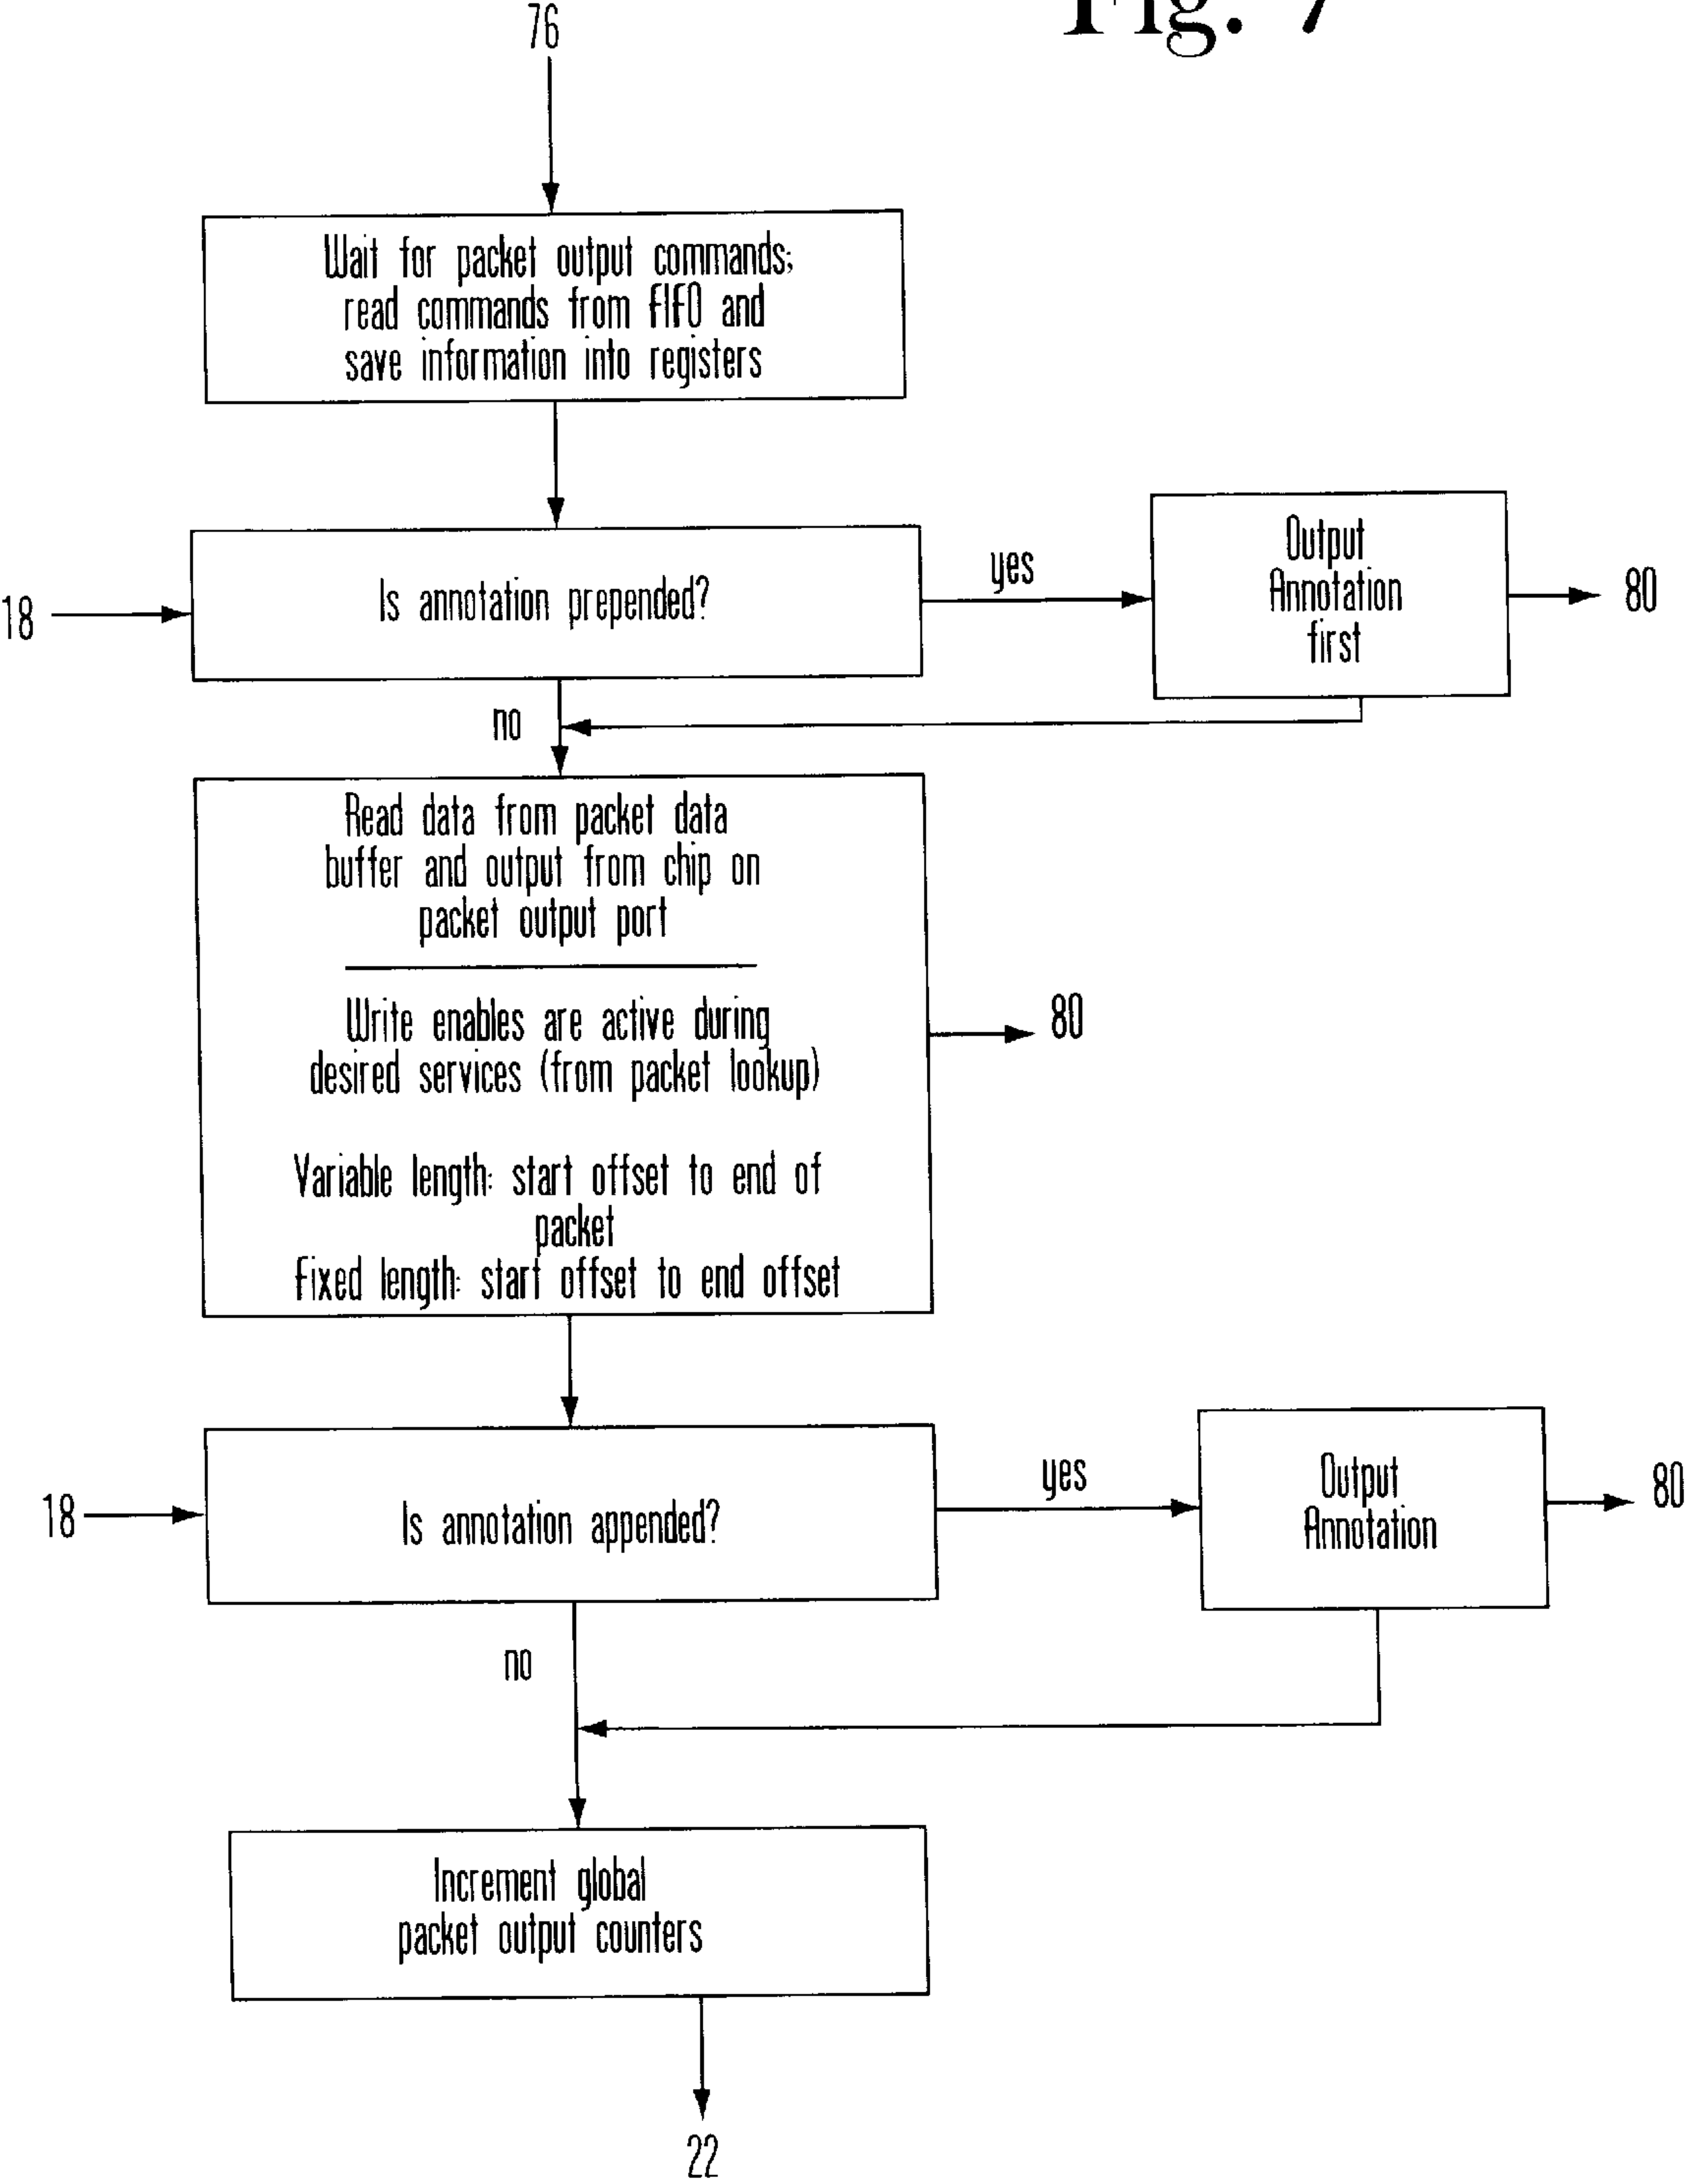 Fig. 7
76
Wait for packet output commands;
read commands from FIFO and
save information into registers
18
Is annotation prepended?
yes
Output
Annotation
first
80
no
Read data from packet data
buffer and output from chip on
packet output port
Write enables are active during
desired services (from packet lookup)
80
Variable length: start offset to end of
packet
Fixed length: start offset to end offset
18
Is annotation appended?
yes
Output
Annotation
80
no
Increment global
packet output counters
22